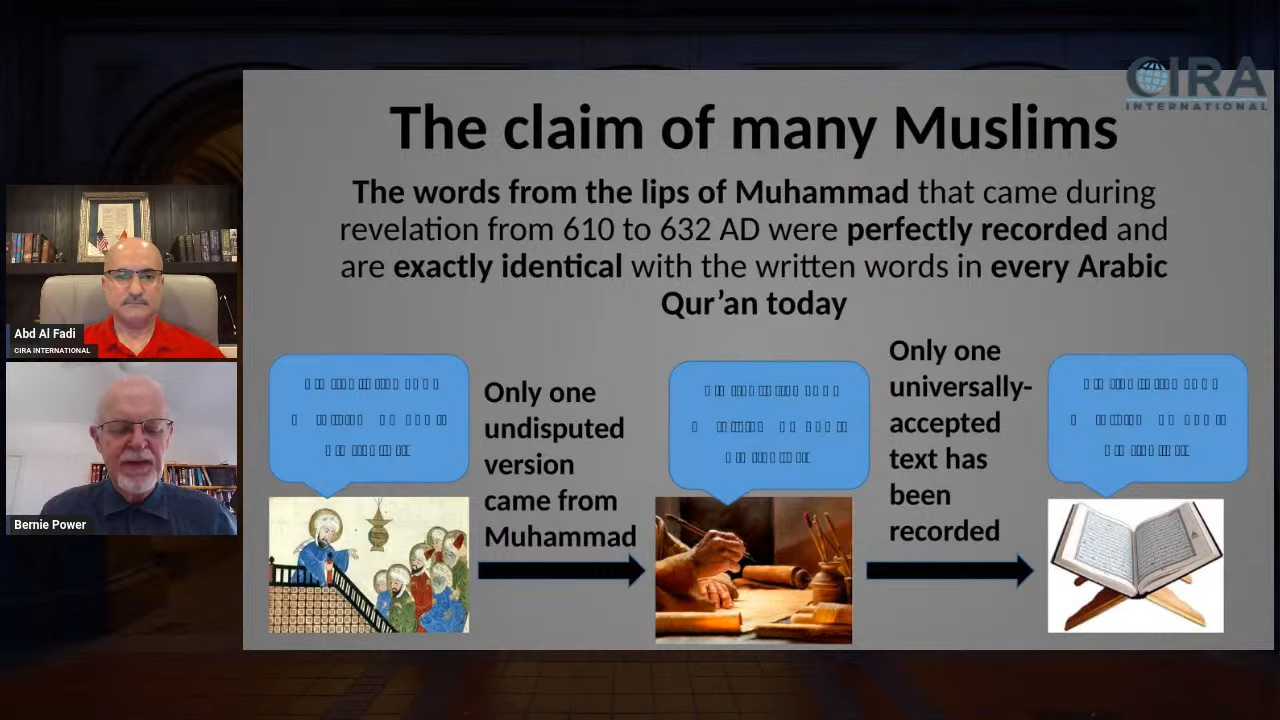 CIRA
INTERNATIONAL
The claim of many Muslims
The words from the lips of Muhammad that came during
revelation from 610 to 632 AD were perfectly recorded and
are exactly identical with the written words in every Arabic
Qur’an today
Only one
undisputed
version
came from
Muhammad
Only one
universally-
accepted
text has
been
recorded
Abd Al Fadi
CIRA INTERNATIONAL
Bernie Power